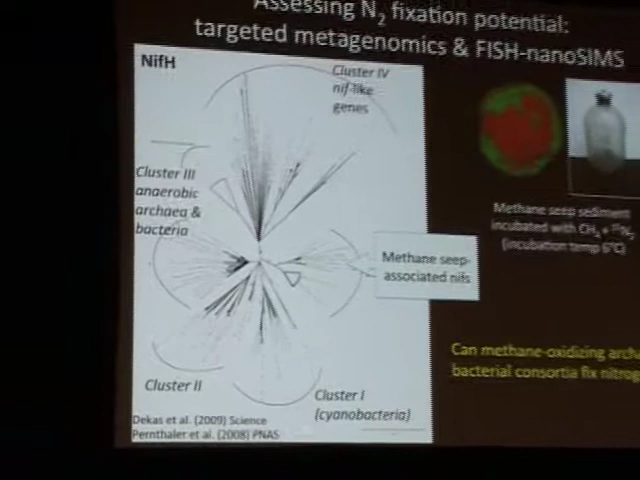 Assessing N2 fixation potential:
targeted metagenomics & FISH-nanoSIMS
NifH
Cluster IV
nif-like
genes
Cluster III
anaerobic
archaea &
bacteria
Methane seep-
associated nifs
Cluster II
Cluster I
(cyanobacteria)
Dekas et al. (2009) Science
Pernthaler et al. (2008) PNAS
Methane seep sediment
incubated with CH4 + 15N2
(incubation temp 6°C)
Can methane-oxidizing arch
bacterial consortia fix nitrog